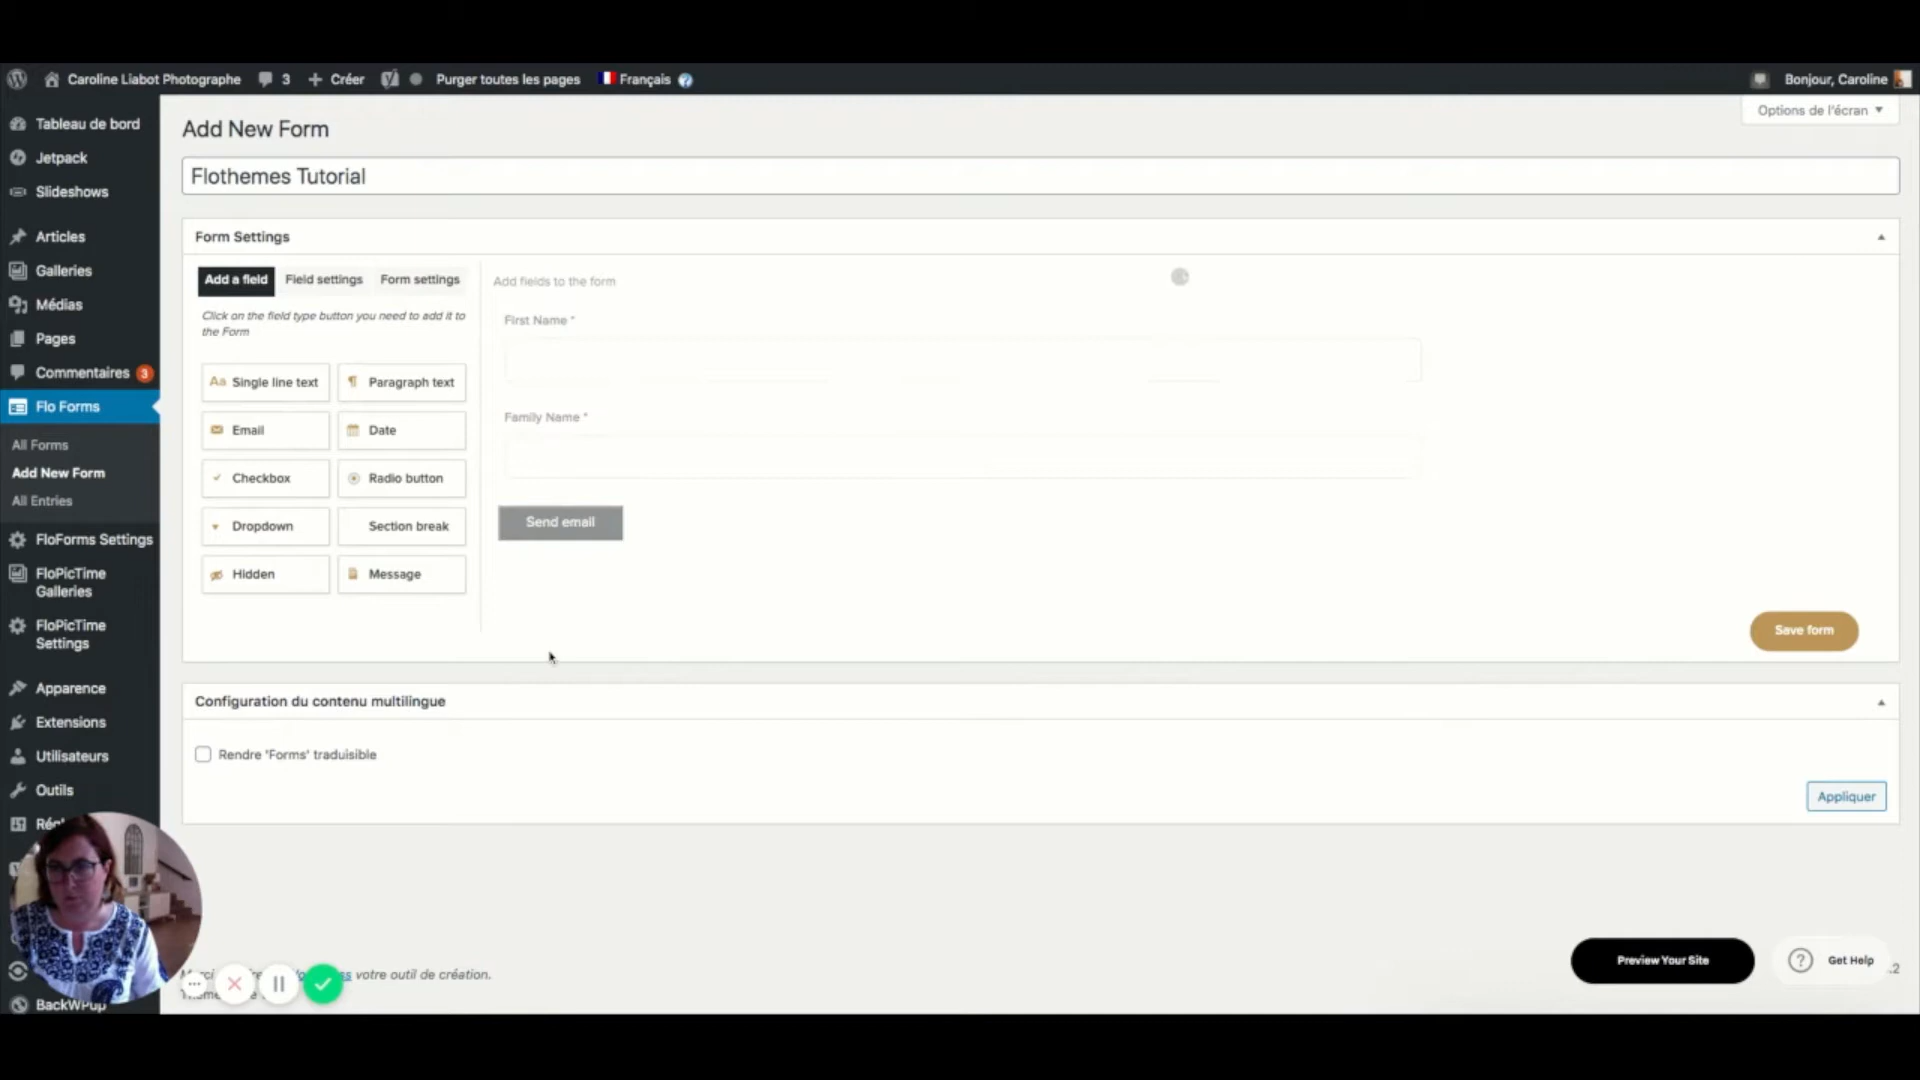 Caroline Liabot Photographe 3 Créer Purger toutes les pages Français Bonjour, Caroline
Options de l'écran
Tableau de bord
Jetpack
Slideshows
Articles
Galleries
Médias
Pages
Commentaires 3
Flo Forms
All Forms
Add New Form
All Entries
FloForms Settings
FloPicTime
Galleries
FloPicTime
Settings
Apparence
Extensions
Utilisateurs
Outils
BackWPup
Add New Form
Flothemes Tutorial
Form Settings
Add a field Field settings Form settings
Click on the field type button you need to add it to
the Form
Aa Single line text Paragraph text
Email Date
Checkbox Radio button
Dropdown Section break
Hidden Message
Add fields to the form
First Name *
Family Name *
Send email
Save form
Configuration du contenu multilingue
Rendre 'Forms' traduisible
Appliquer
votre outil de création.
Preview Your Site
? Get Help